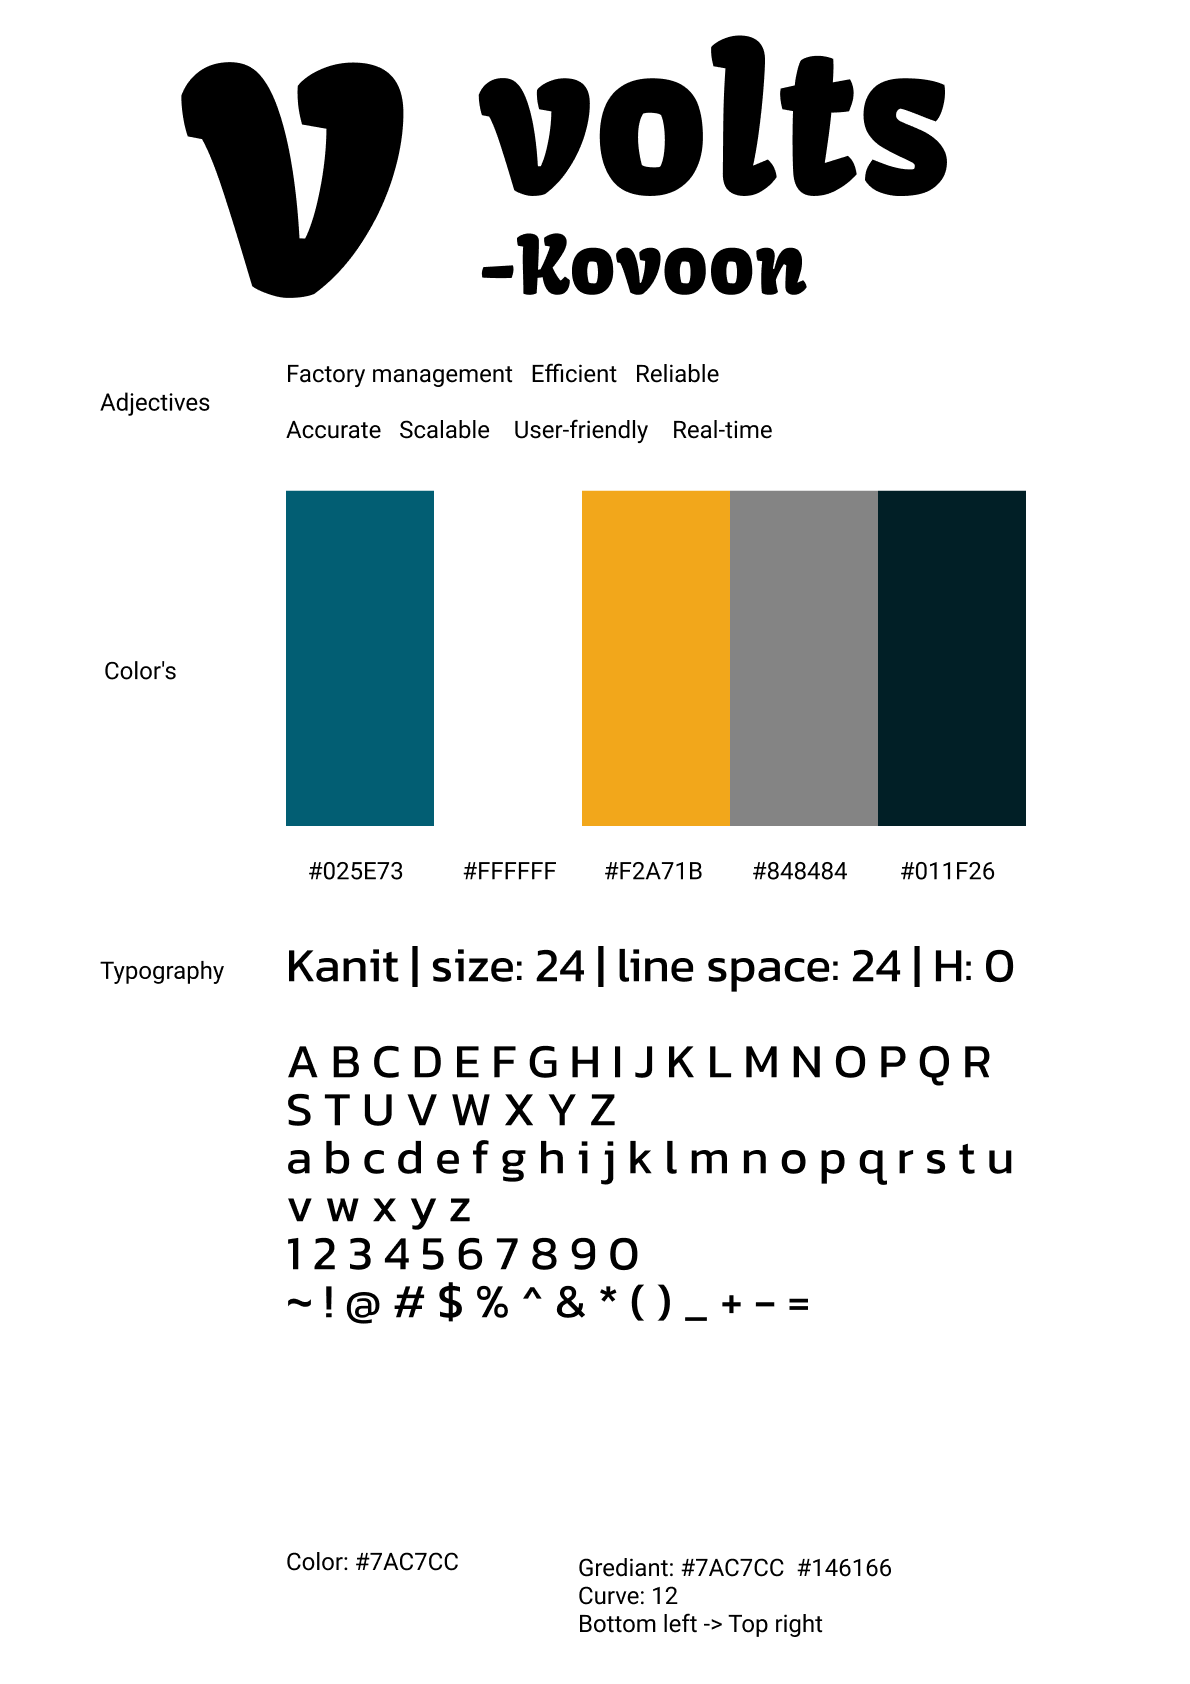 V
volts
-Kovoon
Adjectives
Factory management Efficient Reliable
Accurate Scalable User-friendly Real-time
Color's
#025E73 #FFFFFF #F2A71B #848484 #011F26
Typography
Kanit | size: 24 | line space: 24 | H: 0
A B C D E F G H I J K L M N O P Q R
S T U V W X Y Z
a b c d e f g h i j k l m n o p q r s t u
v w x y z
1 2 3 4 5 6 7 8 9 0
~ ! @ # $ % ^ & * ( ) _ + - =
Color: #7AC7CC
Grediant: #7AC7CC #146166
Curve: 12
Bottom left -> Top right